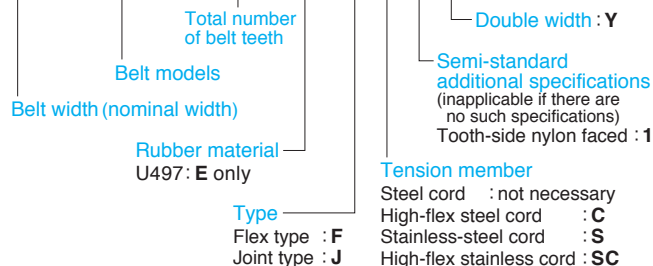 Total number
of belt teeth
Double width : Y
Belt models
Semi-standard
additional specifications
(inapplicable if there are
no such specifications)
Tooth-side nylon faced : 1
Belt width (nominal width)
Rubber material
U497: E only
Tension member
Steel cord : not necessary
High-flex steel cord : C
Stainless-steel cord : S
High-flex stainless cord : SC
Type
Flex type : F
Joint type : J